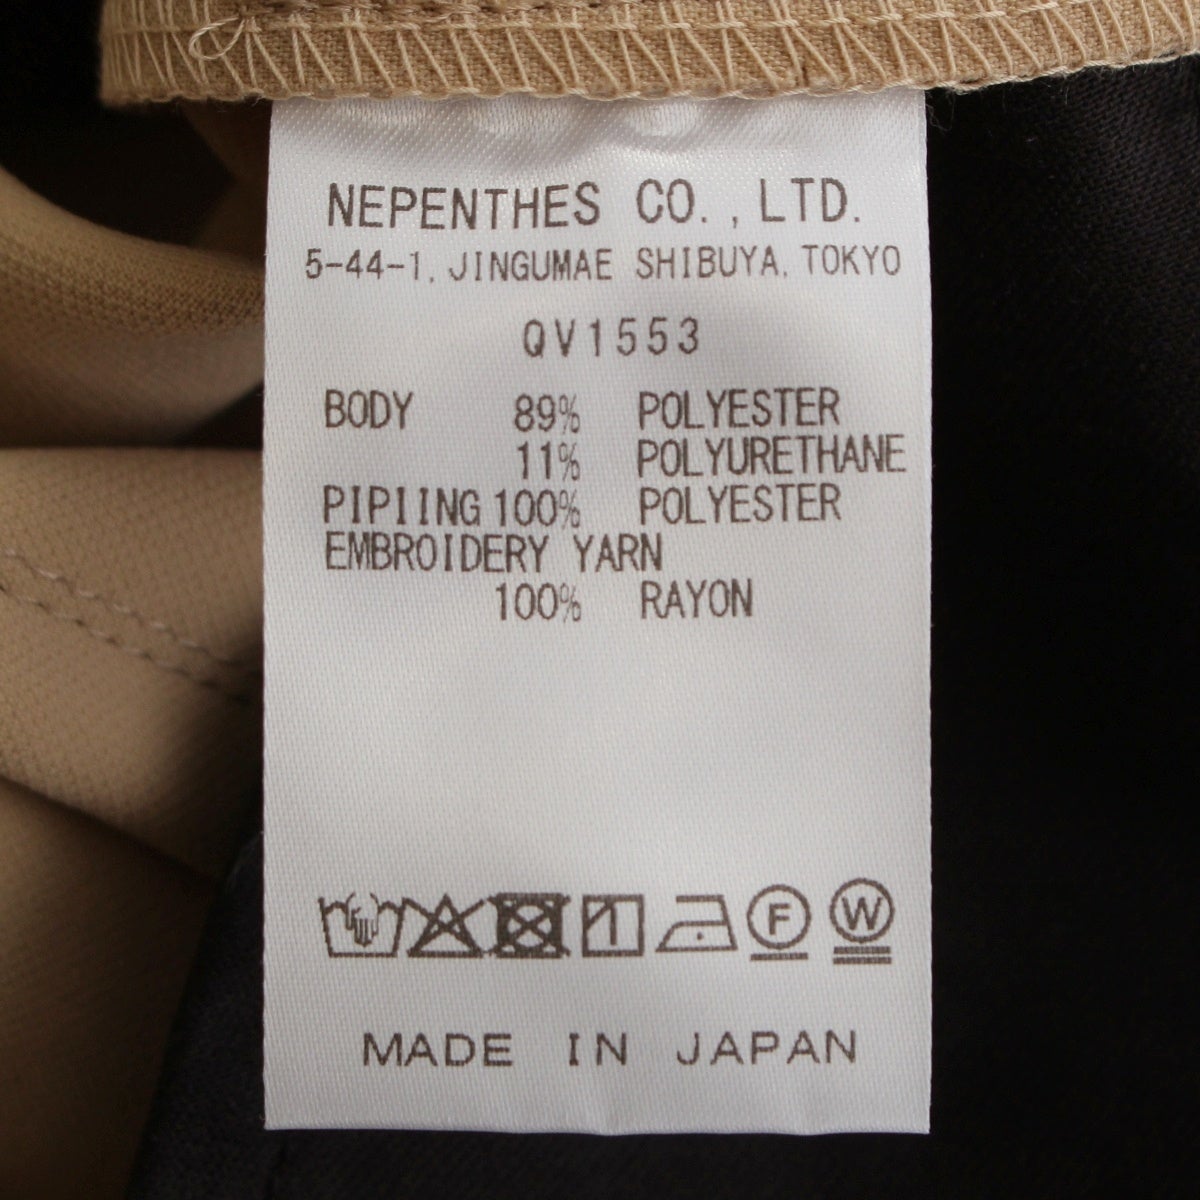 NEPENTHES CO., LTD.
5-44-1, JINGUMAE SHIBUYA, TOKYO
QV1553
BODY 89% POLYESTER
11% POLYURETHANE
PIPIING 100% POLYESTER
EMBROIDERY YARN
100% RAYON
F W
MADE IN JAPAN